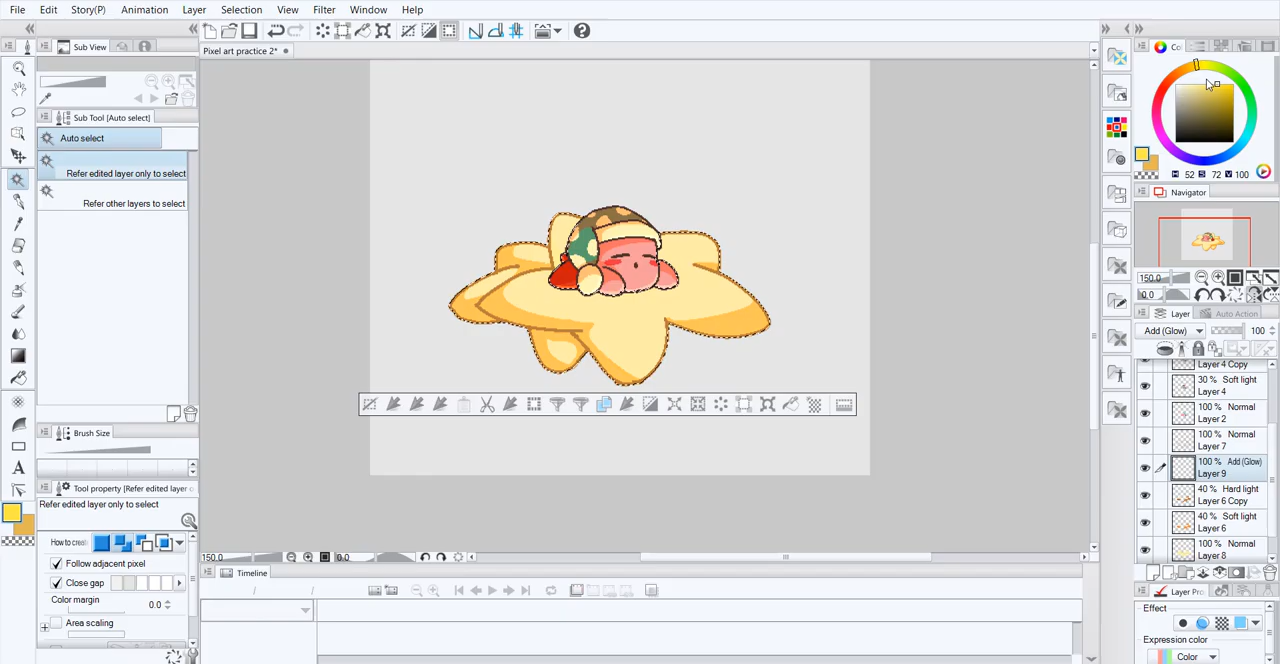 File Edit Story(P) Animation Layer Selection View Filter Window Help
Sub View
Pixel art practice 2*
Sub Tool [Auto select]
Auto select
Refer edited layer only to select
Refer other layers to select
Brush Size
Tool property [Refer edited layer o
Refer edited layer only to select
How to crea
Follow adjacent pixel
Close gap
Color margin 0.0
Area scaling
150.0 0.0
Timeline
Co
H 52 S 72 V 100
Navigator
150.0
0.0
Layer Auto Action
Add (Glow) 100
Layer 4 Copy
30 % Soft light
Layer 4
100 % Normal
Layer 2
100 % Normal
Layer 7
100 % Add (Glow)
Layer 9
40 % Hard light
Layer 6 Copy
40 % Soft light
Layer 6
100 % Normal
Layer 8
Layer Pro
Effect
Expression color
Color
A